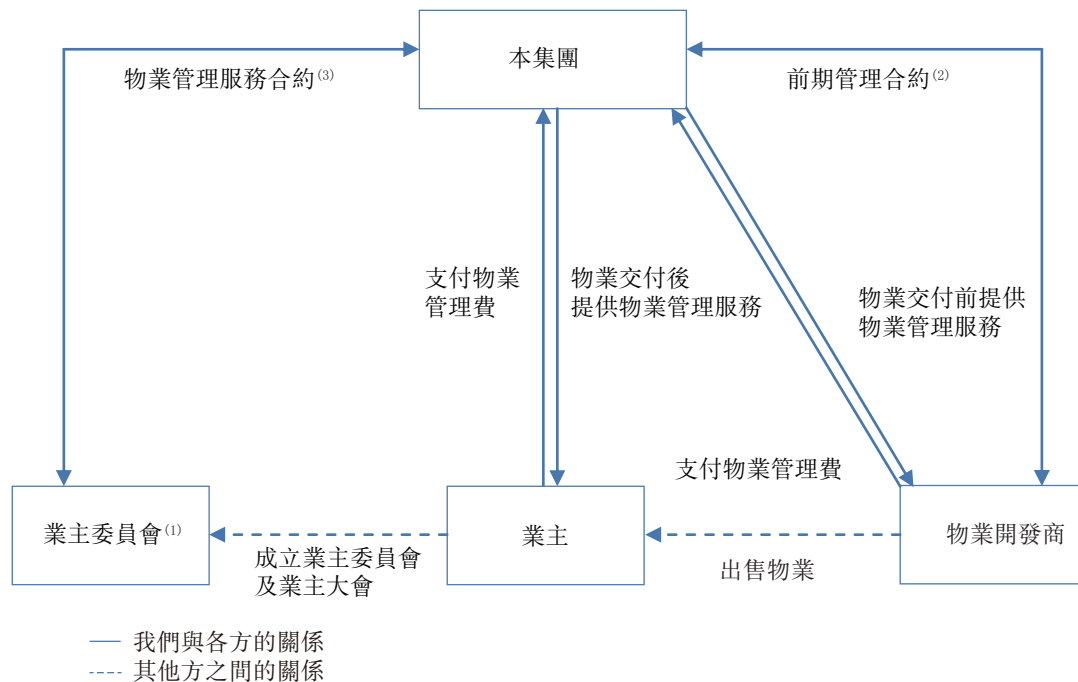 本集團
物業管理服務合約(3)
前期管理合約(2)
支付物業
管理費
物業交付後
提供物業管理服務
物業交付前提供
物業管理服務
支付物業管理費
業主委員會(1)
業主
物業開發商
成立業主委員會
及業主大會
出售物業
我們與各方的關係
其他方之間的關係